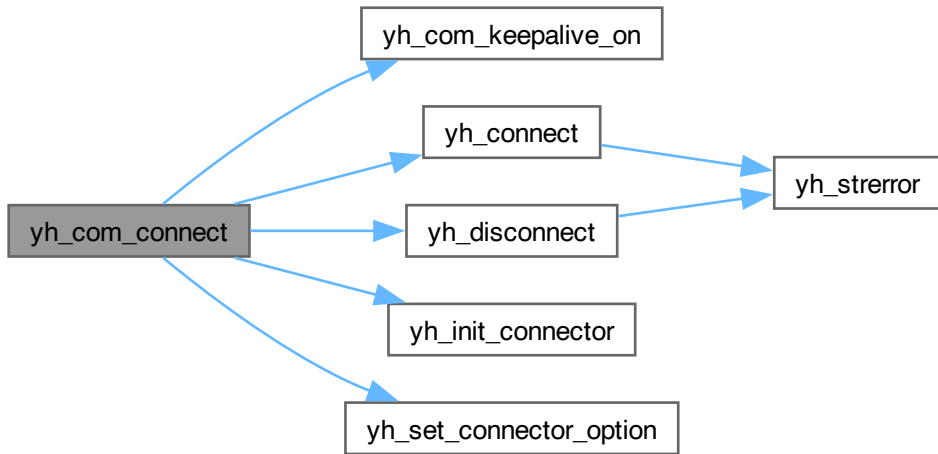 yh_com_keepalive_on
yh_connect
yh_strerror
yh_com_connect
yh_disconnect
yh_init_connector
yh_set_connector_option